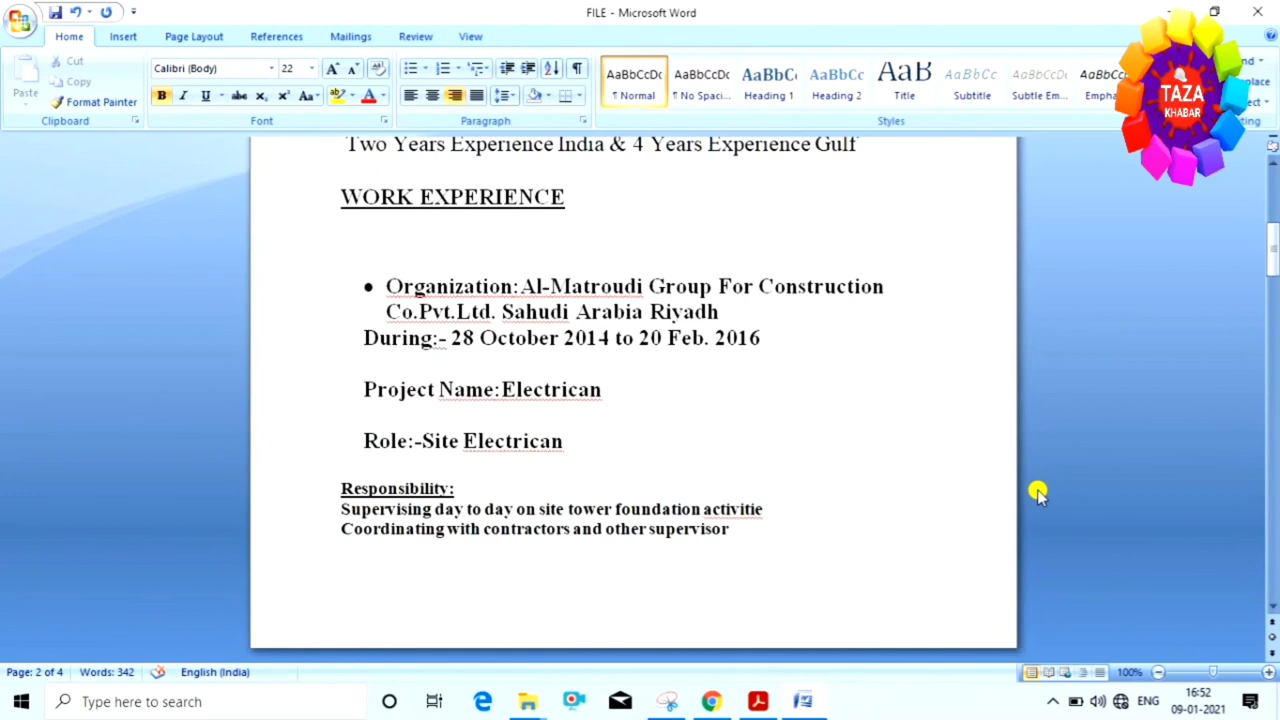 FILE - Microsoft Word
Home Insert Page Layout References Mailings Review View
Paste
Cut
Copy
Format Painter
Clipboard
Calibri (Body) 22
Font
Paragraph
AaBbCcDc AaBbCcDc AaBbC AaBbCc AaB AaBbCc. AaBbCcDc AaBbCc
¶ Normal ¶ No Spaci... Heading 1 Heading 2 Title Subtitle Subtle Em...
Styles
TAZA
KHABAR
Two Years Experience India & 4 Years Experience Gulf
WORK EXPERIENCE
• Organization:Al-Matroudi Group For Construction
Co.Pvt.Ltd. Sahudi Arabia Riyadh
During:- 28 October 2014 to 20 Feb. 2016
Project Name:Electrican
Role:-Site Electrican
Responsibility:
Supervising day to day on site tower foundation activitie
Coordinating with contractors and other supervisor
Page: 2 of 4 Words: 342 English (India) 100%
Type here to search
ENG
16:52
09-01-2021